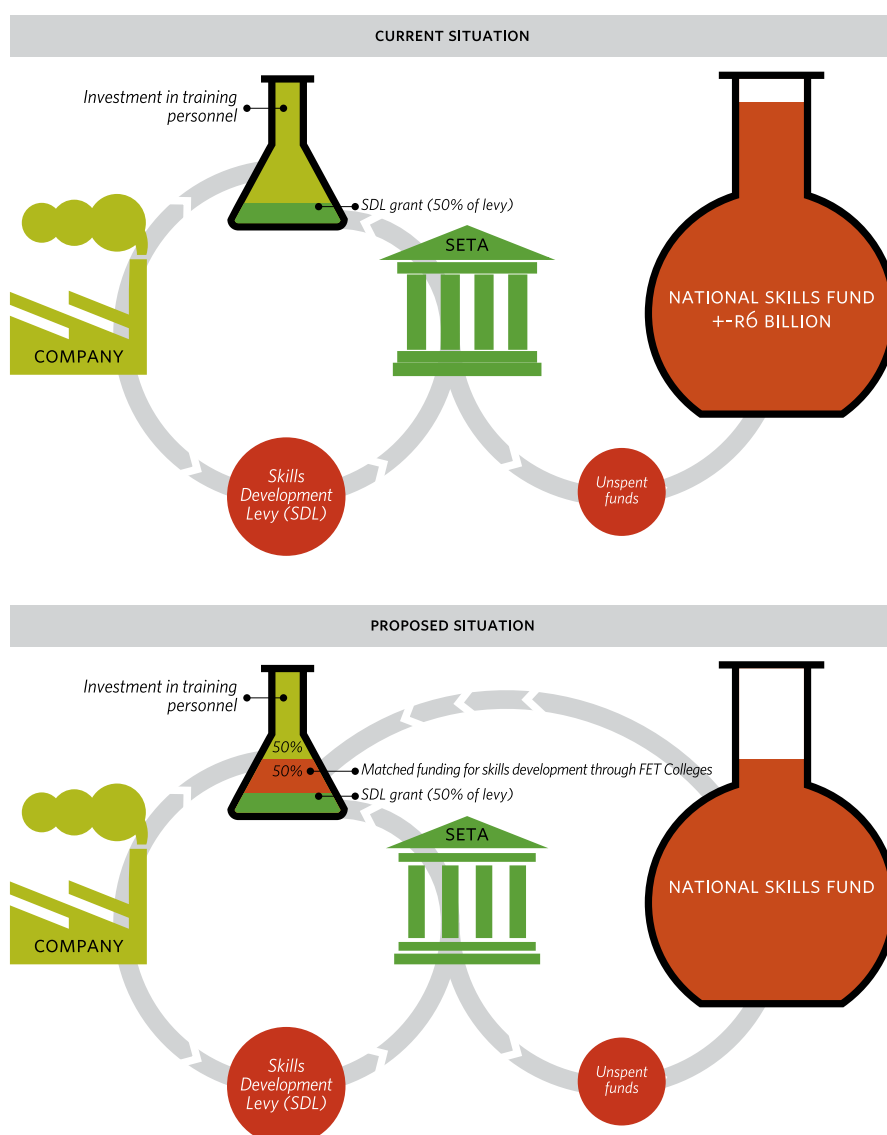 CURRENT SITUATION
Investment in training
personnel
SDL grant (50% of levy)
SETA
NATIONAL SKILLS FUND
+-R6 BILLION
COMPANY
Skills
Development
Levy (SDL)
Unspent
funds
PROPOSED SITUATION
Investment in training
personnel
50%
50%
Matched funding for skills development through FET Colleges
SDL grant (50% of levy)
SETA
NATIONAL SKILLS FUND
COMPANY
Skills
Development
Levy (SDL)
Unspent
funds